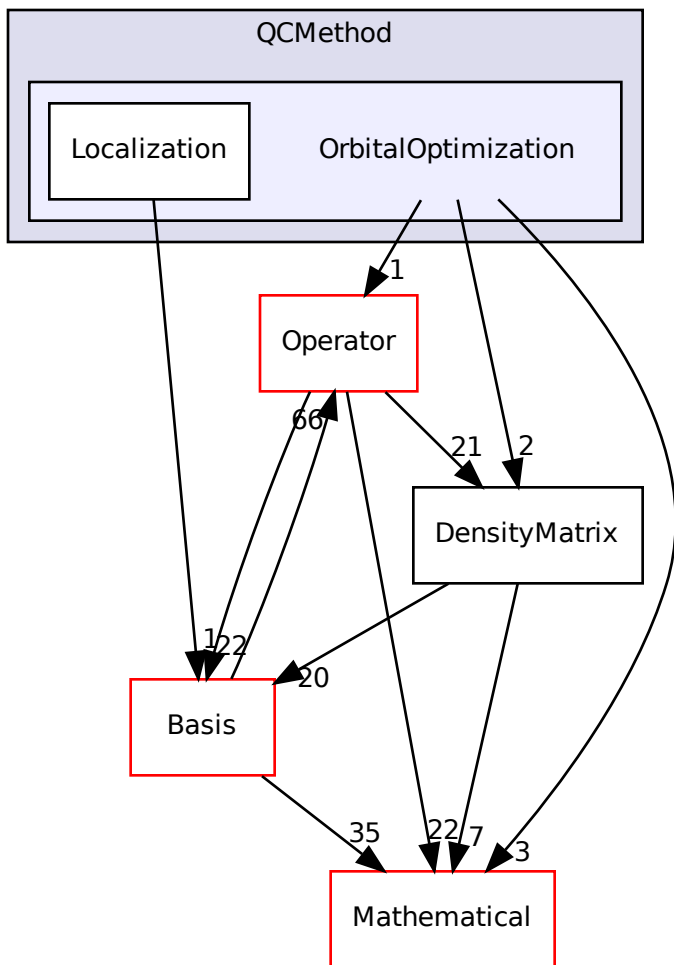 QCMethod
Localization
OrbitalOptimization
1
Operator
66
21
2
DensityMatrix
1
22
20
Basis
35
22
7
3
Mathematical